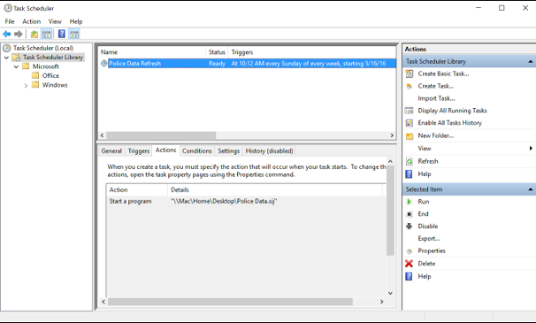 Task Scheduler
File Action View Help
Task Scheduler (Local)
Task Scheduler Library
Microsoft
Office
Windows
Name Status Triggers
Police Data Refresh Ready At 10:12 AM every Sunday of every week, starting 5/16/16
General Triggers Actions Conditions Settings History (disabled)
When you create a task, you must specify the action that will occur when your task starts. To change the
actions, open the task property pages using the Properties command.
Action Details
Start a program "\\Mac\Home\Desktop\Police Data.sij"
Actions
Task Scheduler Library
Create Basic Task...
Create Task...
Import Task...
Display All Running Tasks
Enable All Tasks History
New Folder...
View
Refresh
Help
Selected Item
Run
End
Disable
Export...
Properties
Delete
Help